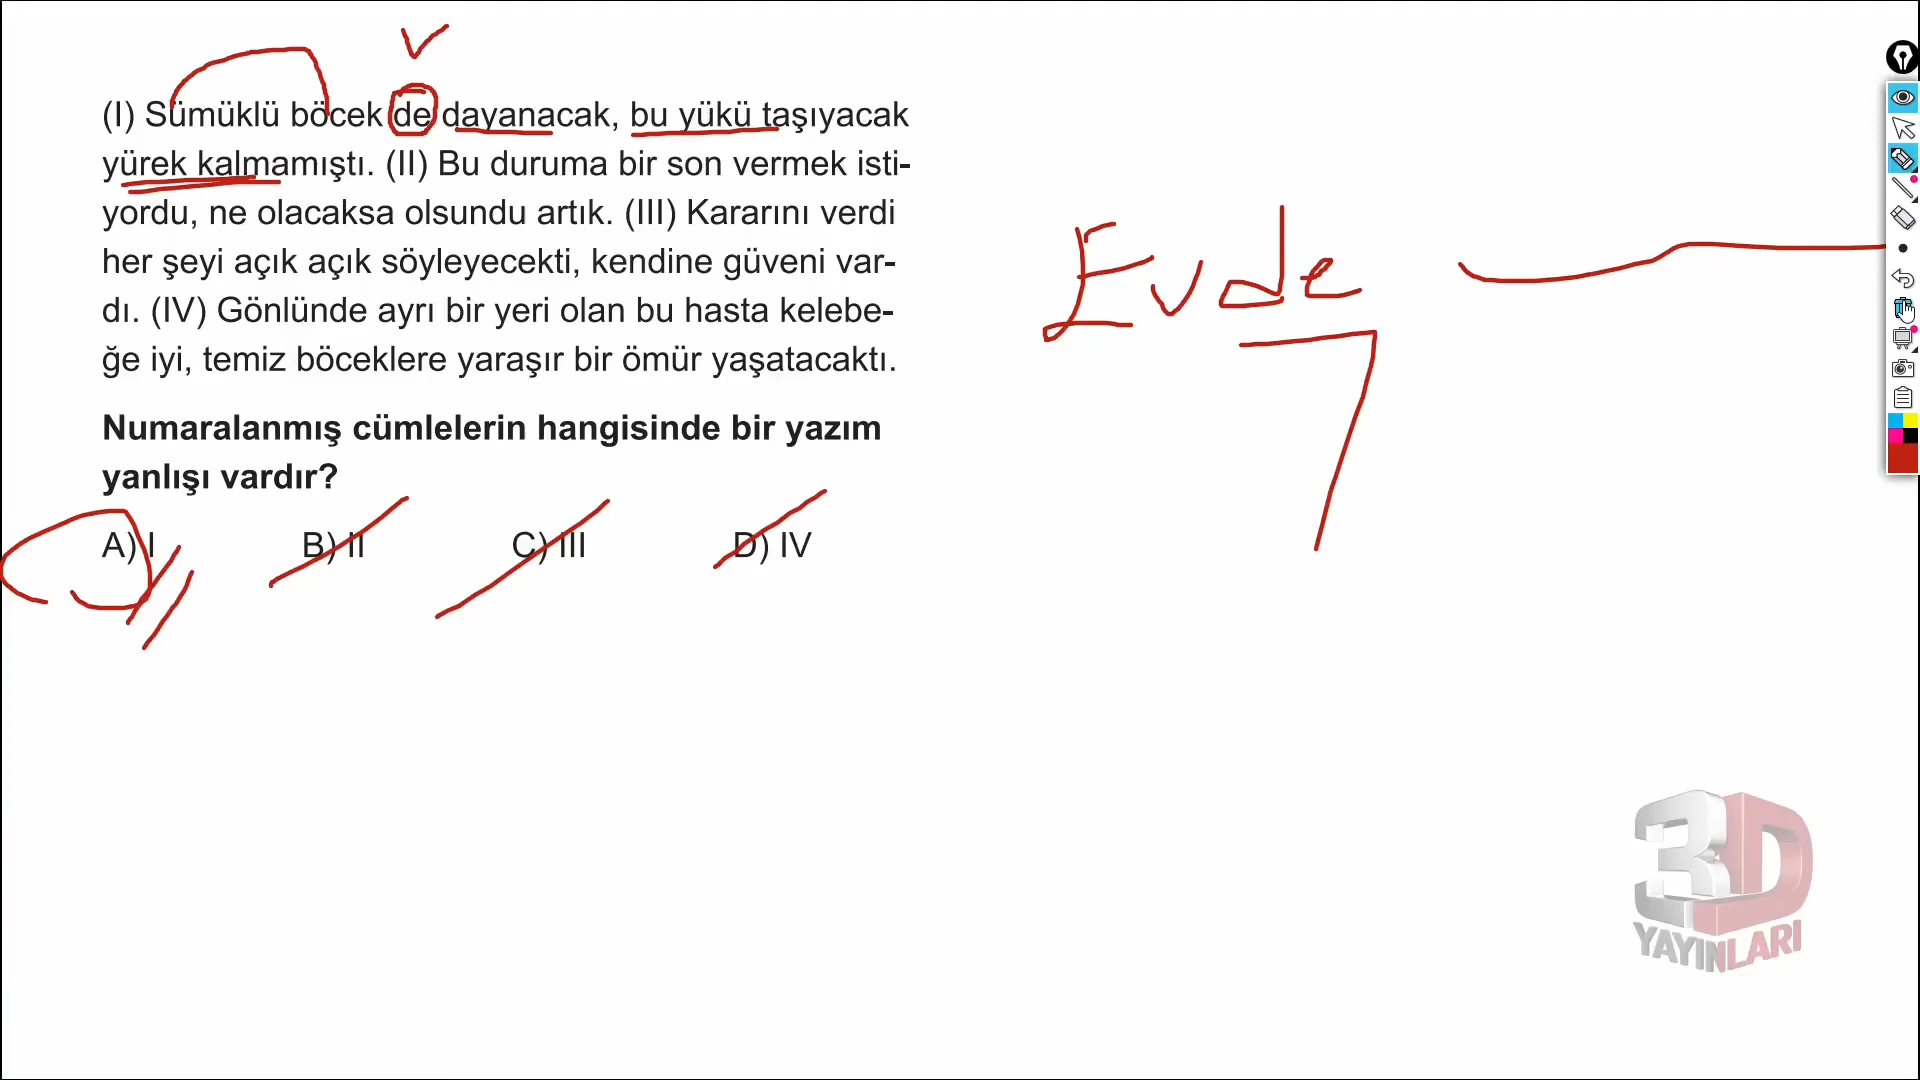 (I) Sümüklü böcek de dayanacak, bu yükü taşıyacak
yürek kalmamıştı. (II) Bu duruma bir son vermek isti-
yordu, ne olacaksa olsundu artık. (III) Kararını verdi
her şeyi açık açık söyleyecekti, kendine güveni var-
dı. (IV) Gönlünde ayrı bir yeri olan bu hasta kelebe-
ğe iyi, temiz böceklere yaraşır bir ömür yaşatacaktı.
Numaralanmış cümlelerin hangisinde bir yazım
yanlışı vardır?
A) I B) II C) III D) IV
Evde
3D
YAYINLARI